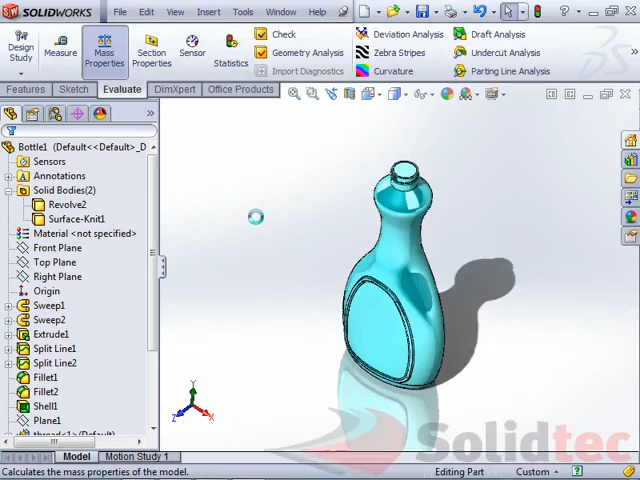 SOLIDWORKS File Edit View Insert Tools Window Help
Design Study
Measure
Mass Properties
Section Properties
Sensor
Statistics
Check
Geometry Analysis
Import Diagnostics
Deviation Analysis
Zebra Stripes
Curvature
Draft Analysis
Undercut Analysis
Parting Line Analysis
Features Sketch Evaluate DimXpert Office Products
Bottle1 (Default<<Default>_D
Sensors
Annotations
Solid Bodies(2)
Revolve2
Surface-Knit1
Material <not specified>
Front Plane
Top Plane
Right Plane
Origin
Sweep1
Sweep2
Extrude1
Split Line1
Split Line2
Fillet1
Fillet2
Shell1
Plane1
thread<1> (Default)
Y
Z
X
Solidtec
Model Motion Study 1
Calculates the mass properties of the model. Editing Part Custom